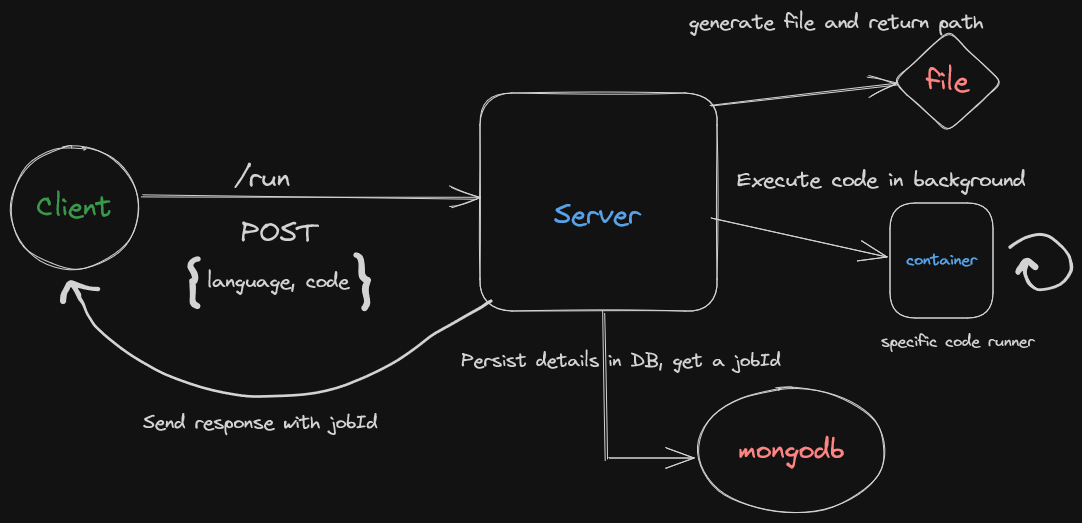 generate file and return path
file
/run
Client
POST
{ language, code }
Server
Execute code in background
container
specific code runner
Persist details in DB, get a jobId
Send response with jobId
mongodb